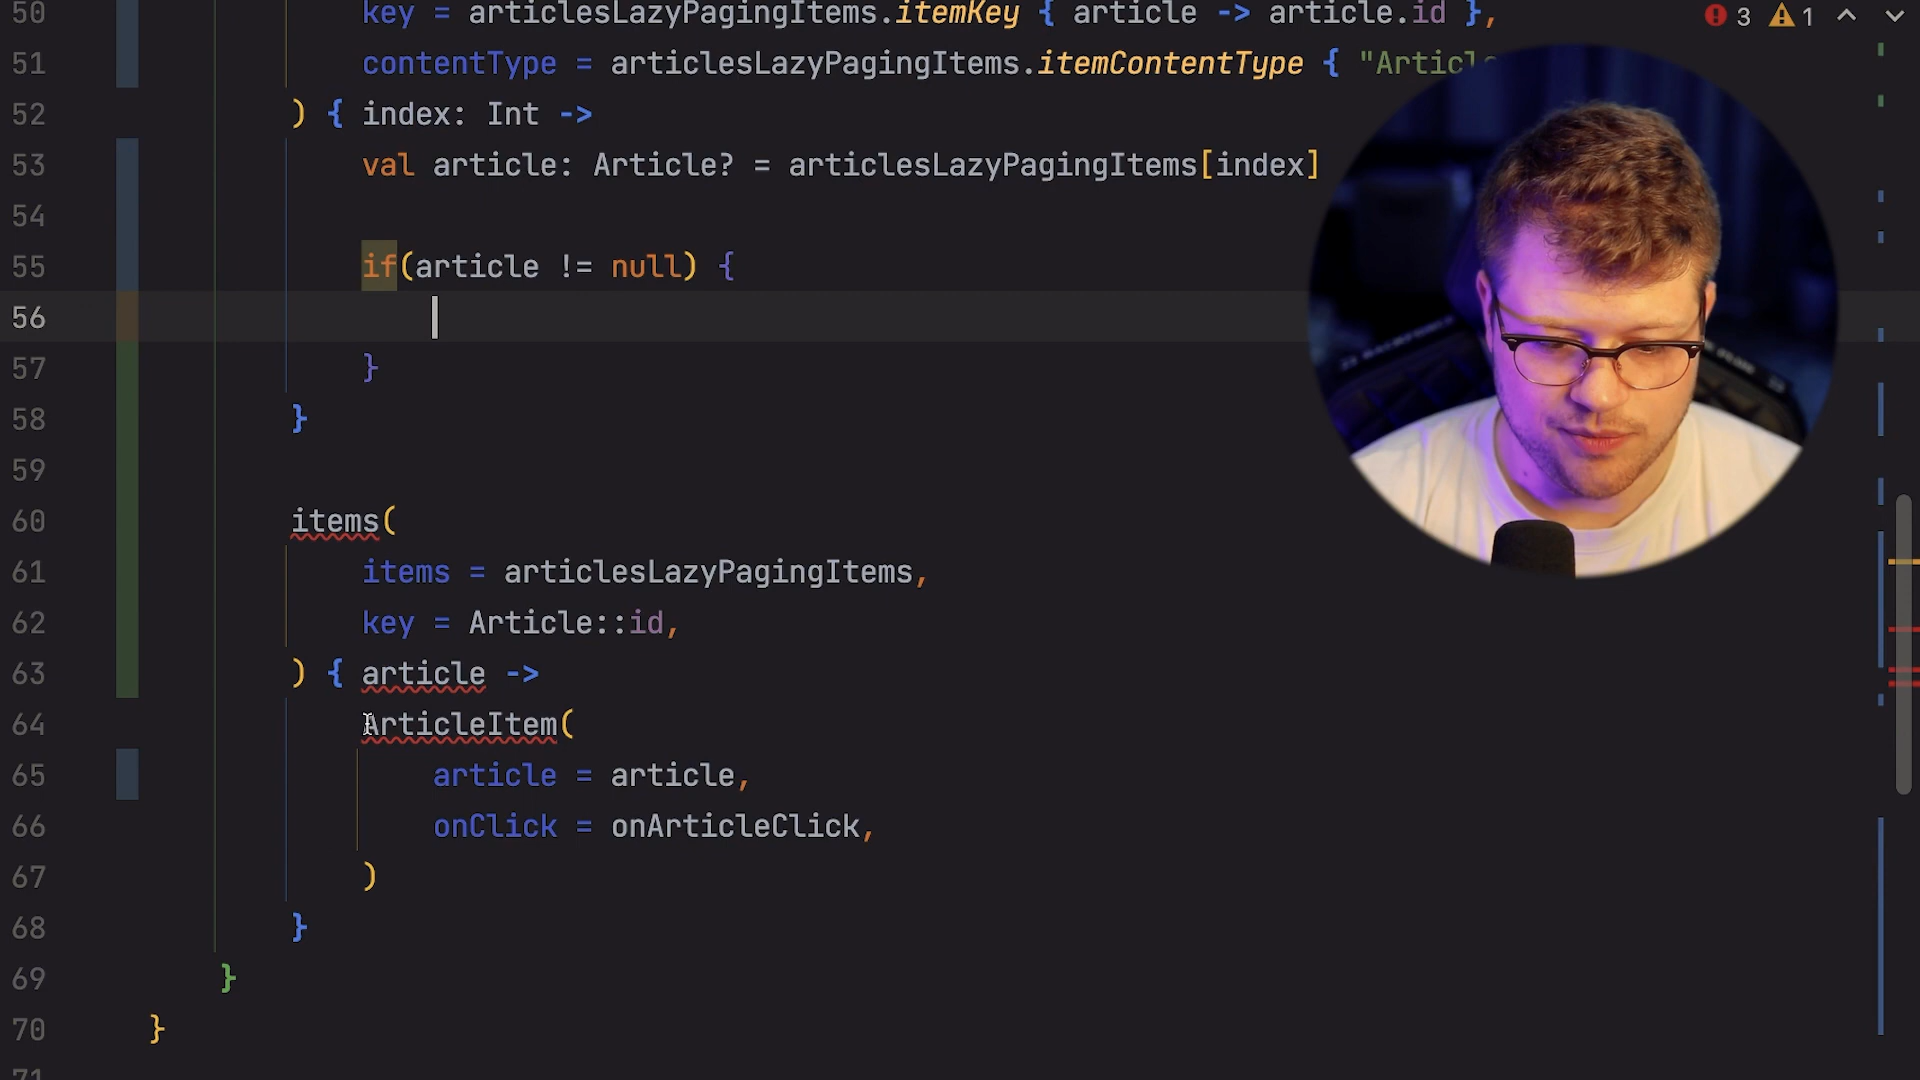 50 key = articlesLazyPagingItems.itemKey { article -> article.id }, 3 1
51 contentType = articlesLazyPagingItems.itemContentType { "Article
52 ) { index: Int ->
53 val article: Article? = articlesLazyPagingItems[index]
54
55 if(article != null) {
56
57 }
58 }
59
60 items(
61 items = articlesLazyPagingItems,
62 key = Article::id,
63 ) { article ->
64 ArticleItem(
65 article = article,
66 onClick = onArticleClick,
67 )
68 }
69 }
70 }
71